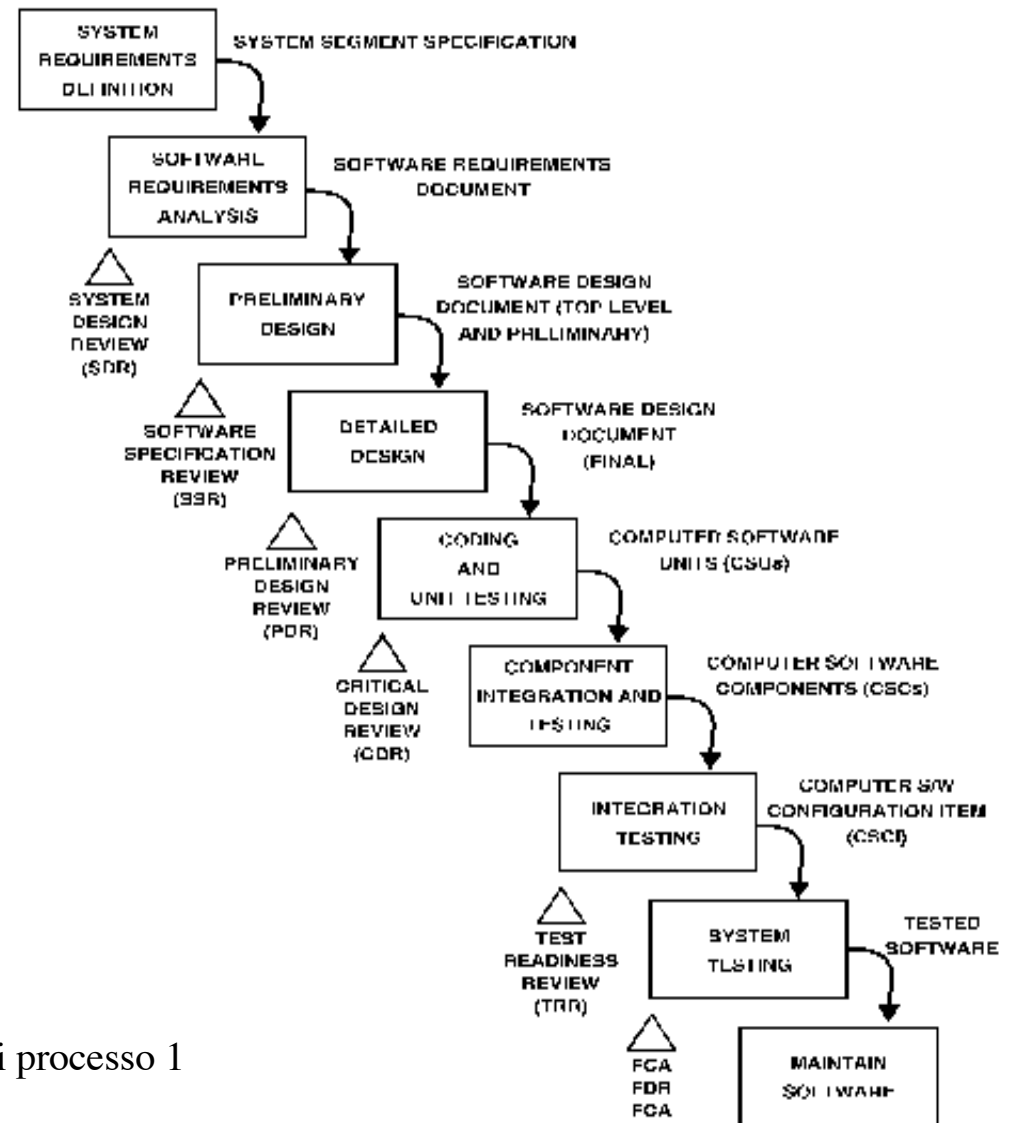 SYSTEM
REQUIREMENTS
DEFINITION
SYSTEM SEGMENT SPECIFICATION
SOFTWARE
REQUIREMENTS
ANALYSIS
SOFTWARE REQUIREMENTS
DOCUMENT
SYSTEM
DESIGN
REVIEW
(SDR)
PRELIMINARY
DESIGN
SOFTWARE DESIGN
DOCUMENT (TOP LEVEL
AND PRELIMINARY)
SOFTWARE
SPECIFICATION
REVIEW
(SSR)
DETAILED
DESIGN
SOFTWARE DESIGN
DOCUMENT
(FINAL)
PRELIMINARY
DESIGN
REVIEW
(PDR)
CODING
AND
UNIT TESTING
COMPUTER SOFTWARE
UNITS (CSUs)
CRITICAL
DESIGN
REVIEW
(CDR)
COMPONENT
INTEGRATION AND
TESTING
COMPUTER SOFTWARE
COMPONENTS (CSCs)
INTEGRATION
TESTING
COMPUTER S/W
CONFIGURATION ITEM
(CSCI)
TEST
READINESS
REVIEW
(TRR)
SYSTEM
TESTING
TESTED
SOFTWARE
FCA
FDR
FCA
MAINTAIN
SOFTWARE
i processo 1